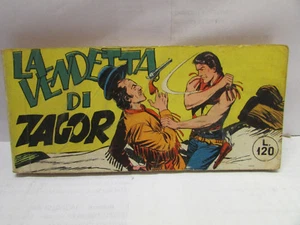 LA
VENDETTA
DI
ZAGOR
L.
120